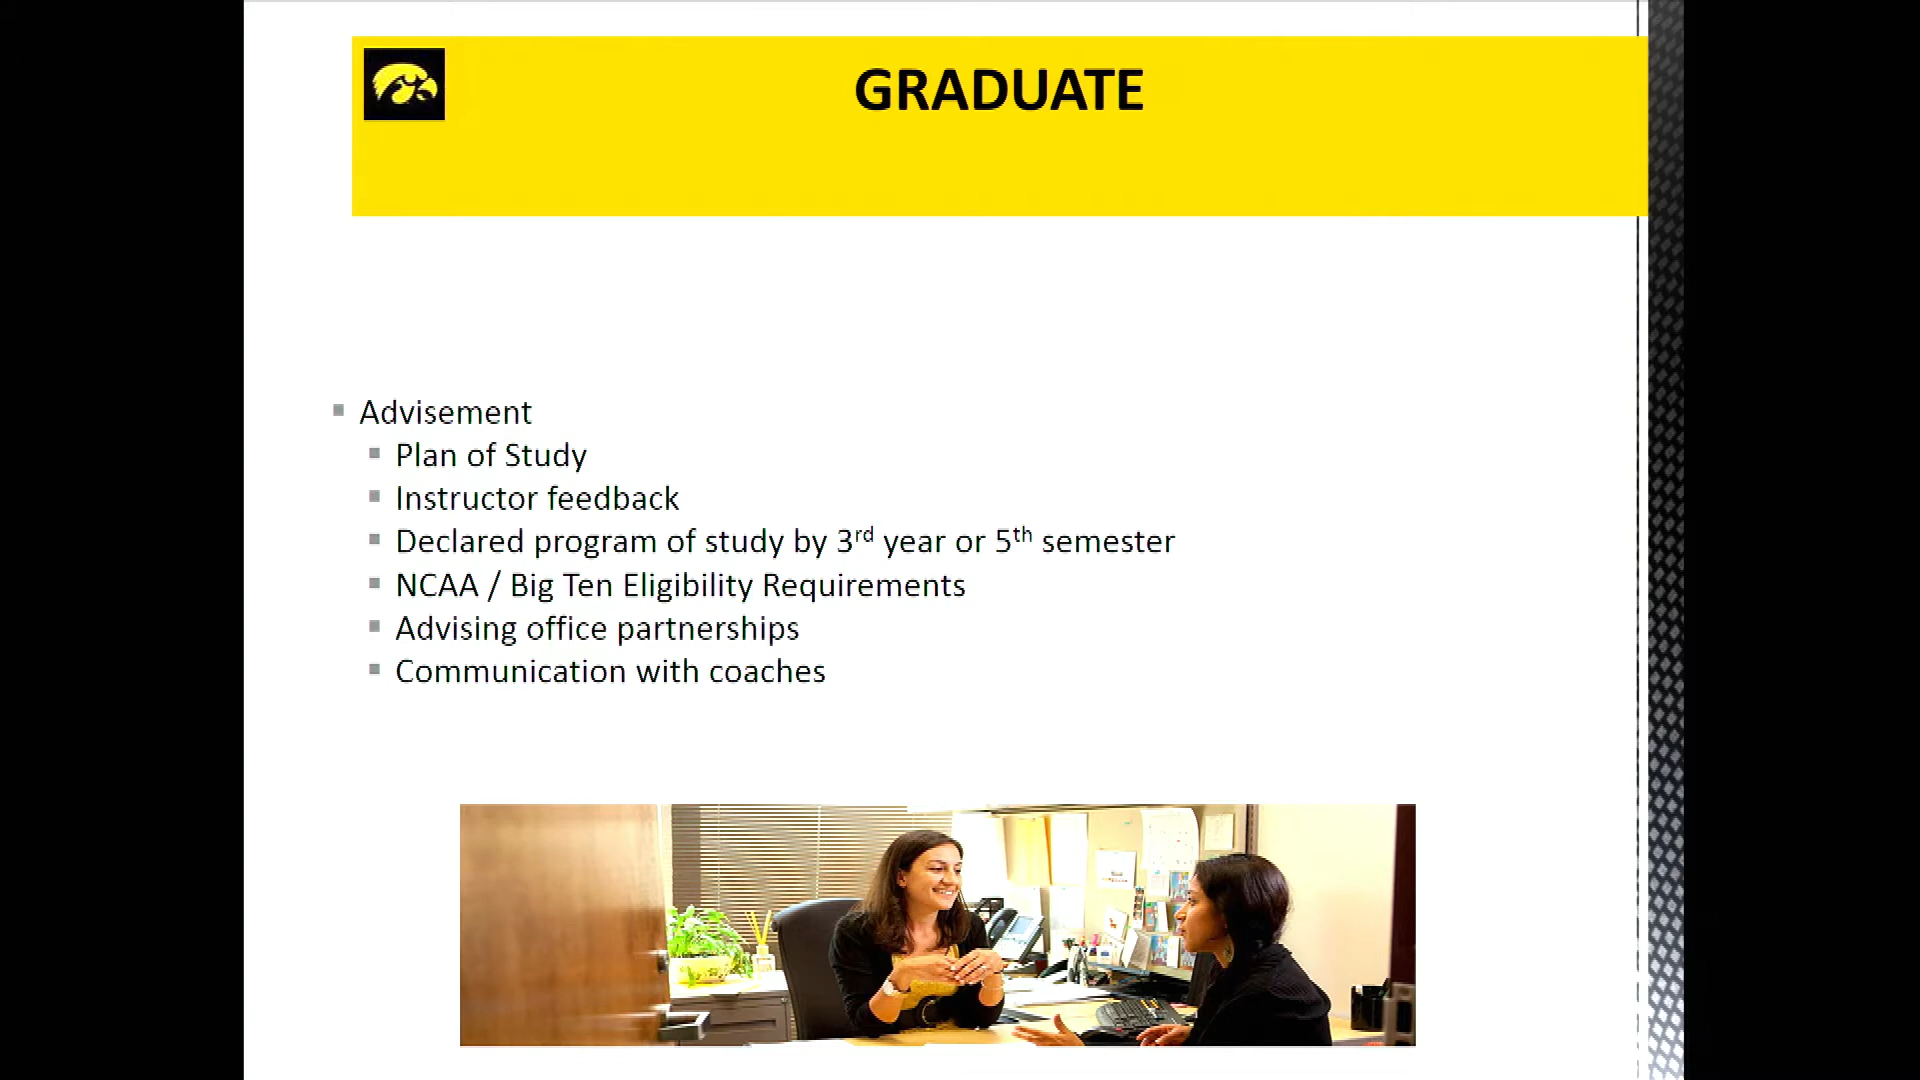 GRADUATE
Advisement
Plan of Study
Instructor feedback
Declared program of study by 3rd year or 5th semester
NCAA / Big Ten Eligibility Requirements
Advising office partnerships
Communication with coaches